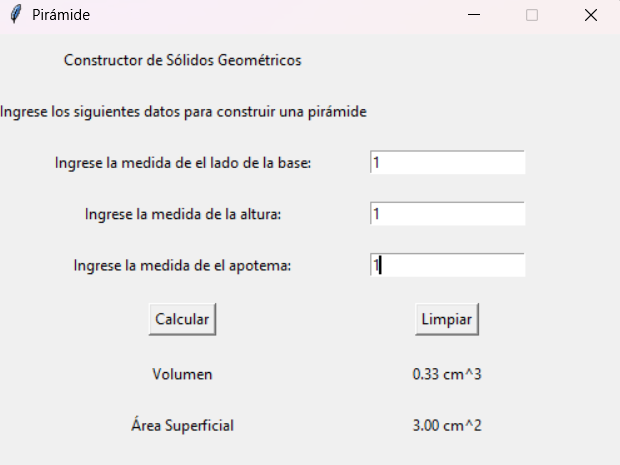 Pirámide
Constructor de Sólidos Geométricos
Ingrese los siguientes datos para construir una pirámide
Ingrese la medida de el lado de la base: 1
Ingrese la medida de la altura: 1
Ingrese la medida de el apotema: 1
Calcular Limpiar
Volumen 0.33 cm^3
Área Superficial 3.00 cm^2